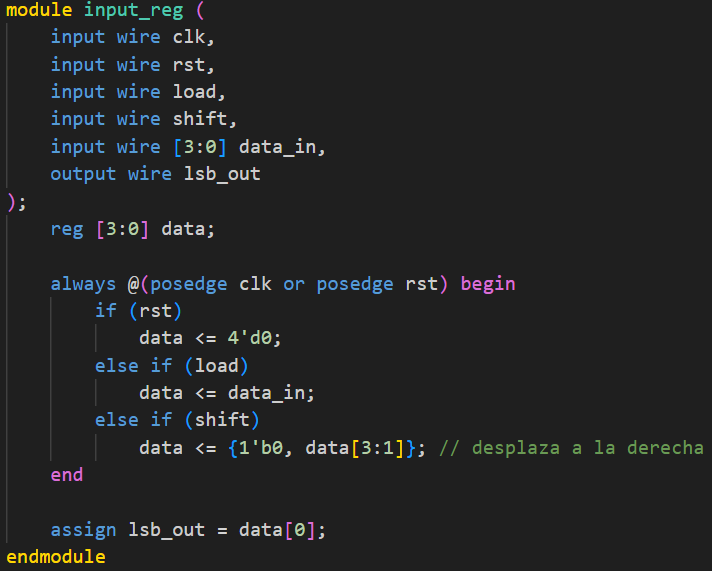 module input_reg (
    input wire clk,
    input wire rst,
    input wire load,
    input wire shift,
    input wire [3:0] data_in,
    output wire lsb_out
);
    reg [3:0] data;

    always @(posedge clk or posedge rst) begin
        if (rst)
            data <= 4'd0;
        else if (load)
            data <= data_in;
        else if (shift)
            data <= {1'b0, data[3:1]}; // desplaza a la derecha
    end

    assign lsb_out = data[0];
endmodule